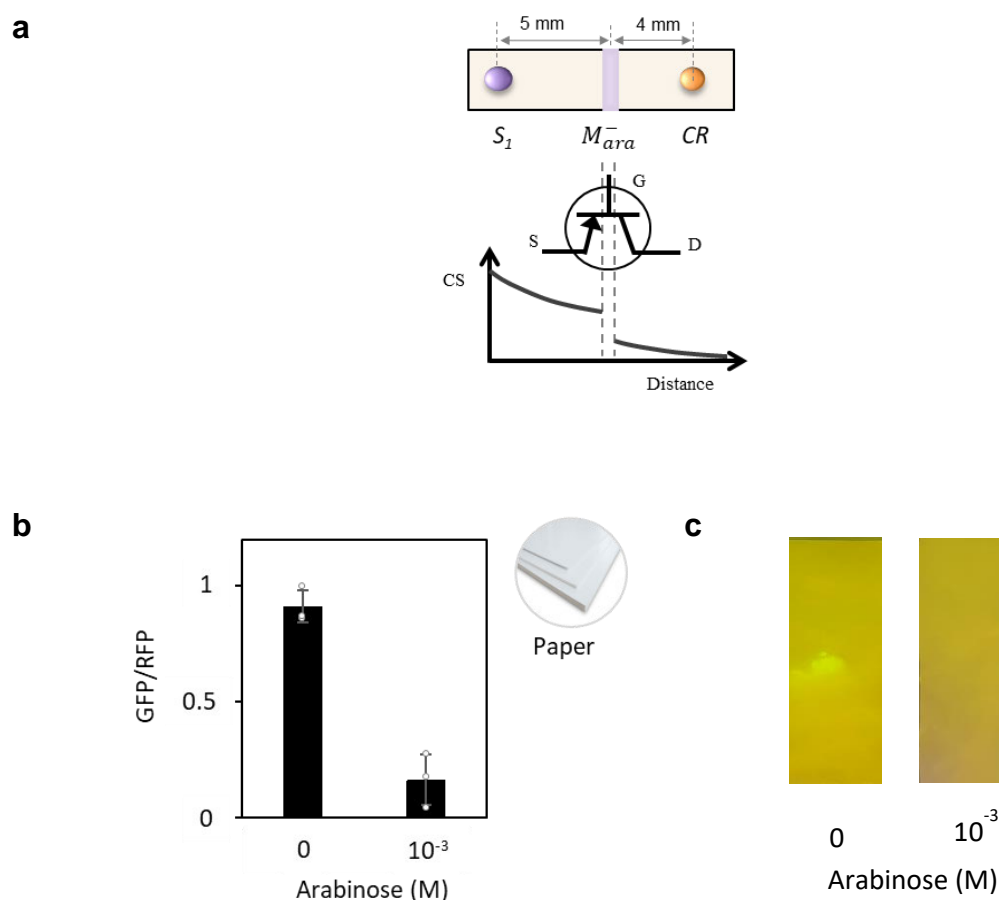 a
5 mm
4 mm
S₁
M⁻ₐᵣₐ
CR
G
S
D
CS
Distance
b
1
0.5
0
GFP/RFP
0
10⁻³
Arabinose (M)
Paper
c
0
10⁻³
Arabinose (M)